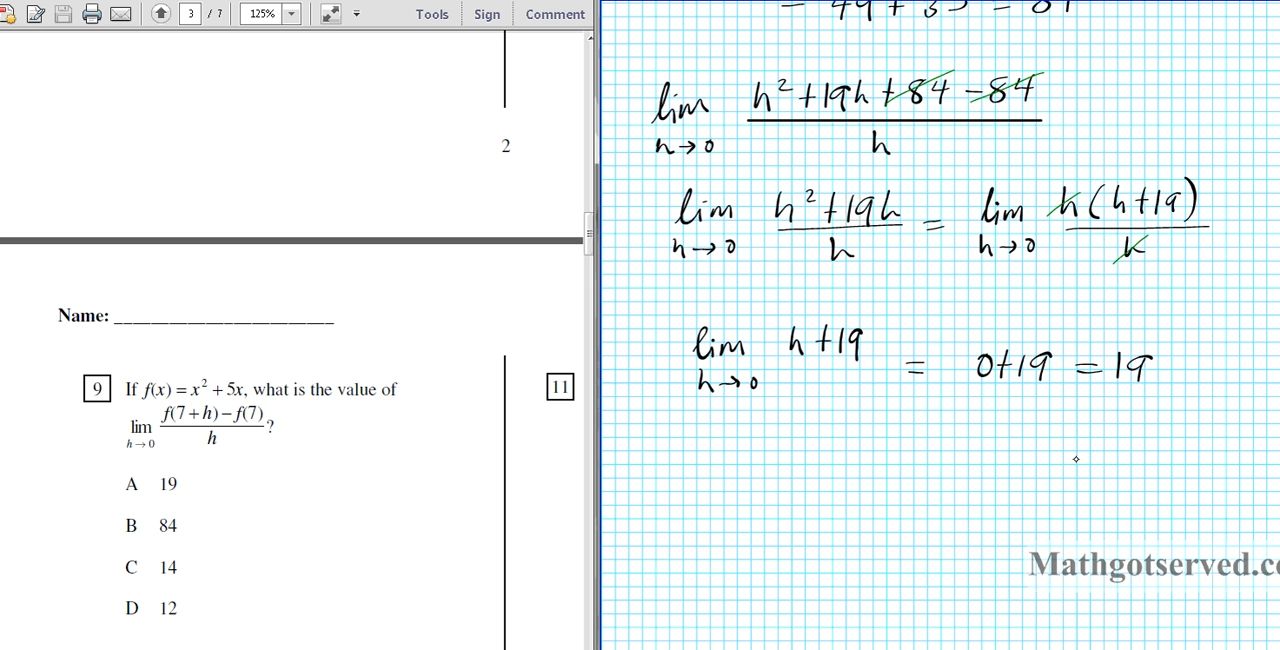 3 / 7 125% Tools Sign Comment
2
Name: ______________________
9 If f(x) = x² + 5x, what is the value of
lim h→0 f(7 + h) − f(7) / h ?
A 19
B 84
C 14
D 12
11
lim h→0 h² + 19h + 84 − 84 / h
lim h→0 h² + 19h / h = lim h→0 h(h + 19) / h
lim h→0 h + 19 = 0 + 19 = 19
Mathgotserved.co